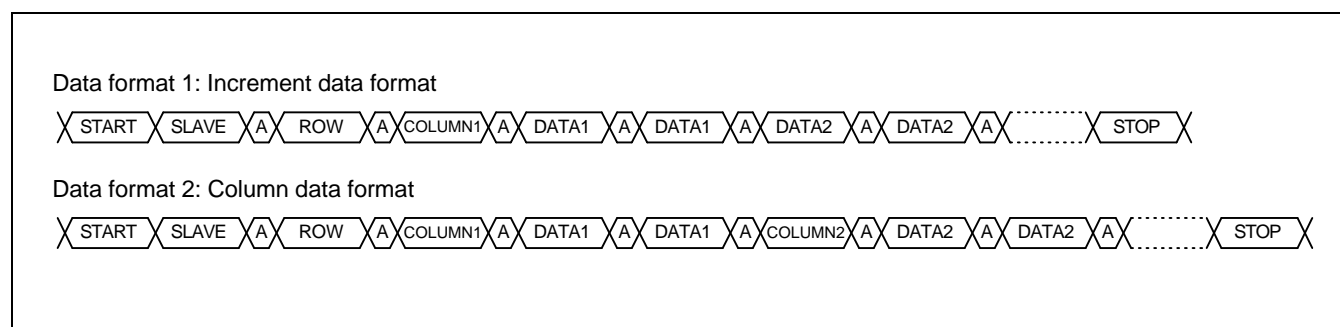 Data format 1: Increment data format
START SLAVE A ROW A COLUMN1 A DATA1 A DATA1 A DATA2 A DATA2 A STOP
Data format 2: Column data format
START SLAVE A ROW A COLUMN1 A DATA1 A DATA1 A COLUMN2 A DATA2 A DATA2 A STOP